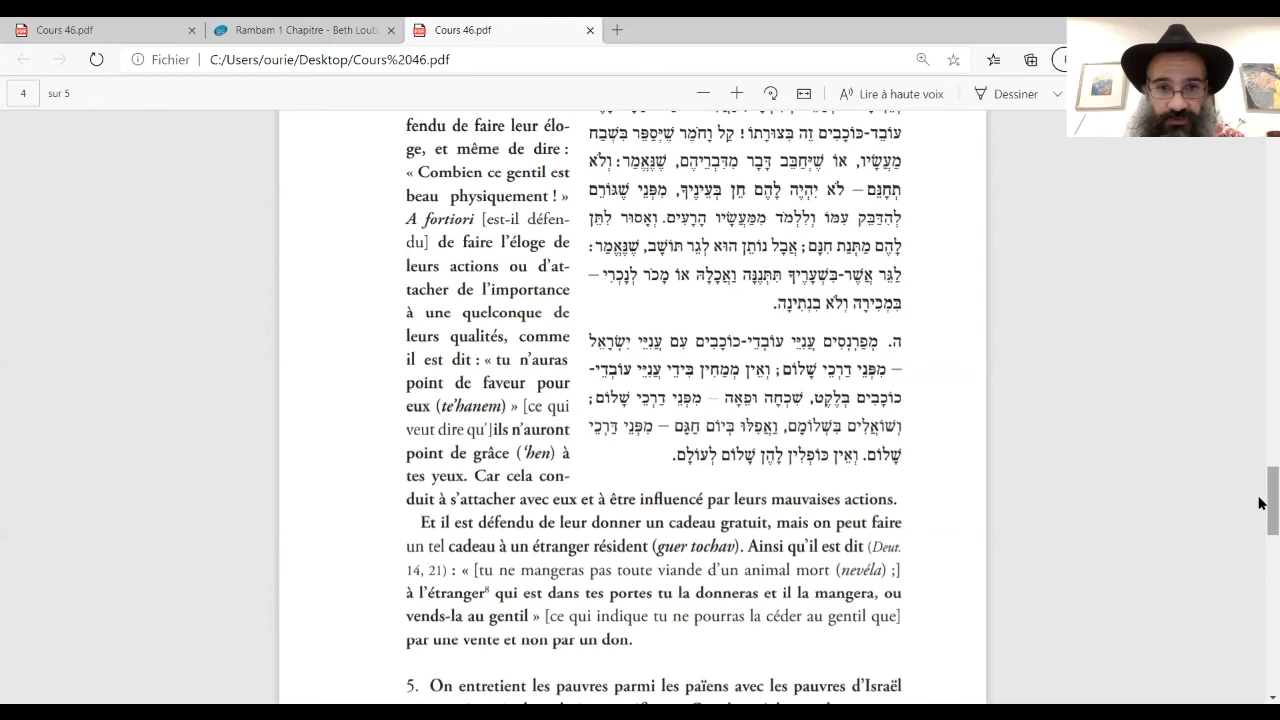 Cours 46.pdf
Rambam 1 Chapitre - Beth Loub
Cours 46.pdf
Fichier
C:/Users/ourie/Desktop/Cours%2046.pdf
4
sur 5
Lire à haute voix
Dessiner
fendu de faire leur élo-
ge, et même de dire :
« Combien ce gentil est
beau physiquement ! »
A fortiori [est-il défen-
du] de faire l’éloge de
leurs actions ou d’at-
tacher de l’importance
à une quelconque de
leurs qualités, comme
il est dit : « tu n’auras
point de faveur pour
eux (te’hanem) » [ce qui
veut dire qu’]ils n’auront
point de grâce (‘hen) à
tes yeux. Car cela con-
duit à s’attacher avec eux et à être influencé par leurs mauvaises actions.
עוֹבֵד-כּוֹכָבִים זֶה בְּצוּרָתוֹ! קַל וָחֹמֶר שֶׁיְּסַפֵּר בְּשֶׁבַח
מַעֲשָׂיו, אוֹ שֶׁיְּחַבֵּב דָּבָר מִדִּבְרֵיהֶם, שֶׁנֶּאֱמַר: וְלֹא
תְחָנֵּם – לֹא יִהְיֶה לָהֶם חֵן בְּעֵינֶיךָ, מִפְּנֵי שֶׁגּוֹרֵם
לְהִדַּבֵּק עִמּוֹ וְלִלְמֹד מִמַּעֲשָׂיו הָרָעִים. וְאָסוּר לִתֵּן
לָהֶם מַתְּנַת חִנָּם; אֲבָל נוֹתֵן הוּא לְגֵר תּוֹשָׁב, שֶׁנֶּאֱמַר:
לַגֵּר אֲשֶׁר-בִּשְׁעָרֶיךָ תִּתְּנֶנָּה וַאֲכָלָהּ אוֹ מָכֹר לְנָכְרִי –
בִּמְכִירָה וְלֹא בִנְתִינָה.
ה. מְפַרְנְסִים עֲנִיֵּי עוֹבְדֵי-כוֹכָבִים עִם עֲנִיֵּי יִשְׂרָאֵל
– מִפְּנֵי דַרְכֵי שָׁלוֹם; וְאֵין מְמַחִין בִּידֵי עֲנִיֵּי עוֹבְדֵי-
כוֹכָבִים בְּלֶקֶט, שִׁכְחָה וּפֵאָה – מִפְּנֵי דַרְכֵי שָׁלוֹם;
וְשׁוֹאֲלִים בִּשְׁלוֹמָם, וַאֲפִלּוּ בְּיוֹם חַגָּם – מִפְּנֵי דַּרְכֵי
שָׁלוֹם. וְאֵין כּוֹפְלִין לָהֶן שָׁלוֹם לְעוֹלָם.
Et il est défendu de leur donner un cadeau gratuit, mais on peut faire
un tel cadeau à un étranger résident (guer tochav). Ainsi qu’il est dit (Deut.
14, 21) : « [tu ne mangeras pas toute viande d’un animal mort (nevéla) ;]
à l’étranger⁸ qui est dans tes portes tu la donneras et il la mangera, ou
vends-la au gentil » [ce qui indique tu ne pourras la céder au gentil que]
par une vente et non par un don.
5. On entretient les pauvres parmi les païens avec les pauvres d’Israël